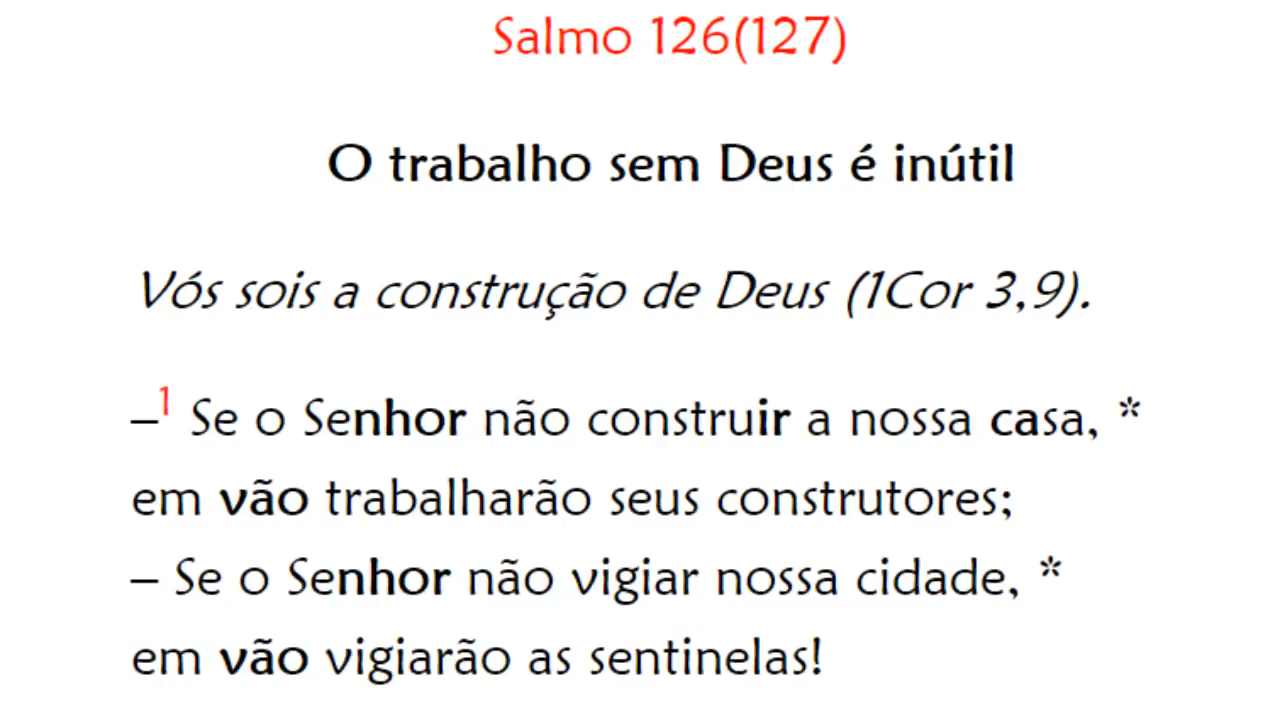 Salmo 126(127)
O trabalho sem Deus é inútil
Vós sois a construção de Deus (1Cor 3,9).
–1 Se o Senhor não construir a nossa casa, *
em vão trabalharão seus construtores;
– Se o Senhor não vigiar nossa cidade, *
em vão vigiarão as sentinelas!